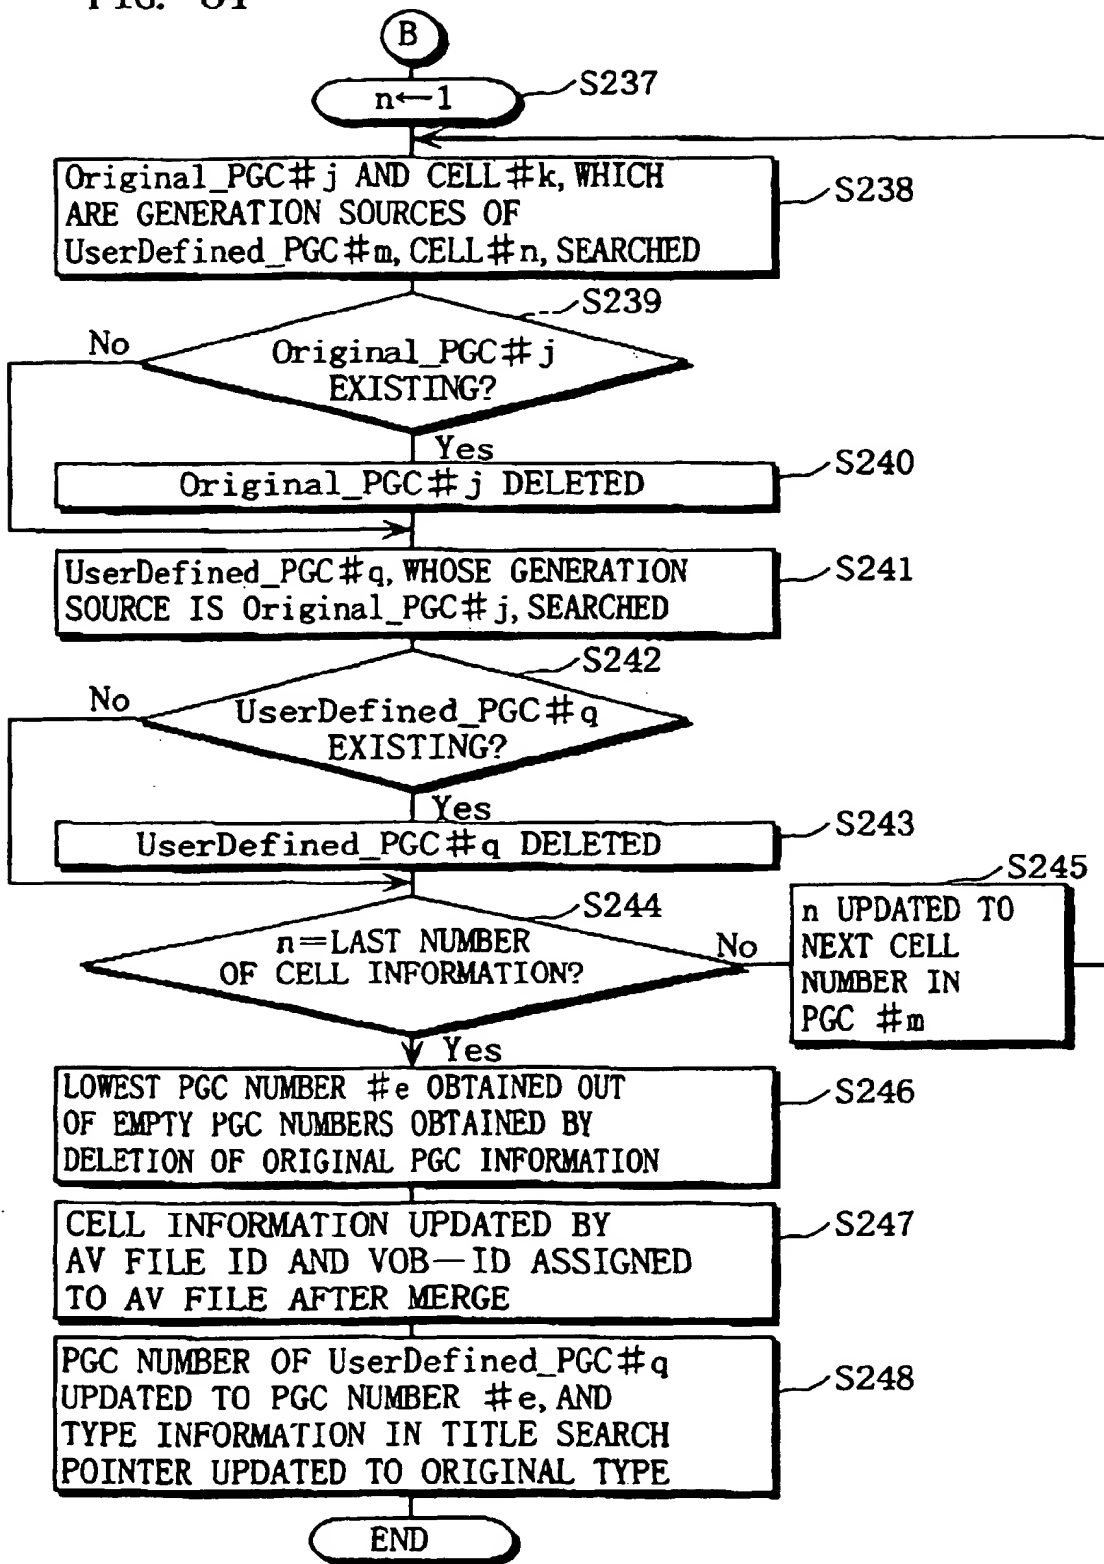 B
n←1
S237
Original_PGC#j AND CELL#k, WHICH
ARE GENERATION SOURCES OF
UserDefined_PGC#m, CELL#n, SEARCHED
S238
S239
No
Original_PGC#j
EXISTING?
Yes
Original_PGC#j DELETED
S240
UserDefined_PGC#q, WHOSE GENERATION
SOURCE IS Original_PGC#j, SEARCHED
S241
S242
No
UserDefined_PGC#q
EXISTING?
Yes
UserDefined_PGC#q DELETED
S243
S244
n=LAST NUMBER
OF CELL INFORMATION?
No
S245
n UPDATED TO
NEXT CELL
NUMBER IN
PGC #m
Yes
LOWEST PGC NUMBER #e OBTAINED OUT
OF EMPTY PGC NUMBERS OBTAINED BY
DELETION OF ORIGINAL PGC INFORMATION
S246
CELL INFORMATION UPDATED BY
AV FILE ID AND VOB-ID ASSIGNED
TO AV FILE AFTER MERGE
S247
PGC NUMBER OF UserDefined_PGC#q
UPDATED TO PGC NUMBER #e, AND
TYPE INFORMATION IN TITLE SEARCH
POINTER UPDATED TO ORIGINAL TYPE
S248
END